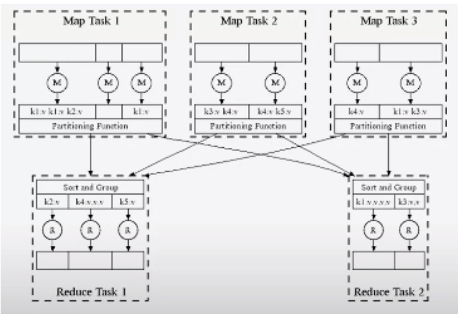 Map Task 1
Map Task 2
Map Task 3
M M M
M M
M M
k1:v k1:v k2:v k1:v
k3:v k4:v k4:v k5:v
k4:v k1:v k3:v
Partitioning Function
Partitioning Function
Partitioning Function
Sort and Group
Sort and Group
k2:v k4:v,v,v k5:v
k1:v,v,v,v k3:v,v
R R R
R R
Reduce Task 1
Reduce Task 2